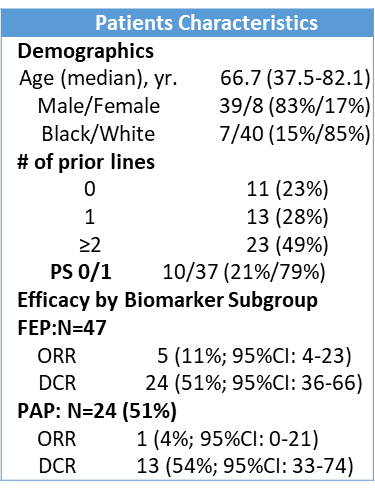 Patients Characteristics
Demographics
Age (median), yr. 66.7 (37.5-82.1)
Male/Female 39/8 (83%/17%)
Black/White 7/40 (15%/85%)
# of prior lines
0 11 (23%)
1 13 (28%)
≥2 23 (49%)
PS 0/1 10/37 (21%/79%)
Efficacy by Biomarker Subgroup
FEP:N=47
ORR 5 (11%; 95%CI: 4-23)
DCR 24 (51%; 95%CI: 36-66)
PAP: N=24 (51%)
ORR 1 (4%; 95%CI: 0-21)
DCR 13 (54%; 95%CI: 33-74)